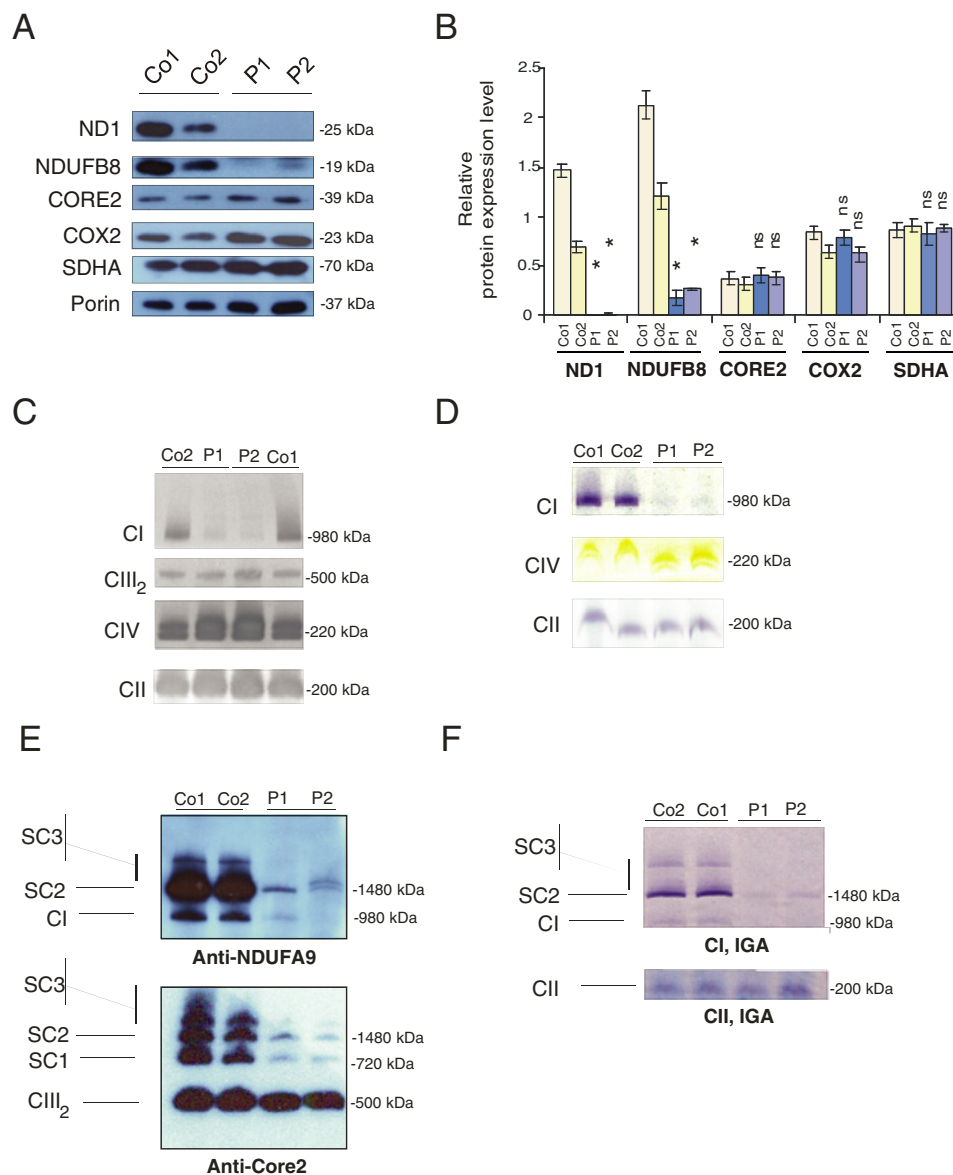 A
Co1 Co2 P1 P2
ND1 -25 kDa
NDUFB8 -19 kDa
CORE2 -39 kDa
COX2 -23 kDa
SDHA -70 kDa
Porin -37 kDa
B
Relative
protein expression level
2.5
2
1.5
1
0.5
0
* *
* *
ns ns
ns ns
ns ns
Co1 Co2 P1 P2 Co1 Co2 P1 P2 Co1 Co2 P1 P2 Co1 Co2 P1 P2 Co1 Co2 P1 P2
ND1 NDUFB8 CORE2 COX2 SDHA
C
Co2 P1 P2 Co1
CI -980 kDa
CIII2 -500 kDa
CIV -220 kDa
CII -200 kDa
D
Co1 Co2 P1 P2
CI -980 kDa
CIV -220 kDa
CII -200 kDa
E
Co1 Co2 P1 P2
SC3
SC2 -1480 kDa
CI -980 kDa
Anti-NDUFA9
SC3
SC2 -1480 kDa
SC1 -720 kDa
CIII2 -500 kDa
Anti-Core2
F
Co2 Co1 P1 P2
SC3
SC2 -1480 kDa
CI -980 kDa
CI, IGA
CII -200 kDa
CII, IGA